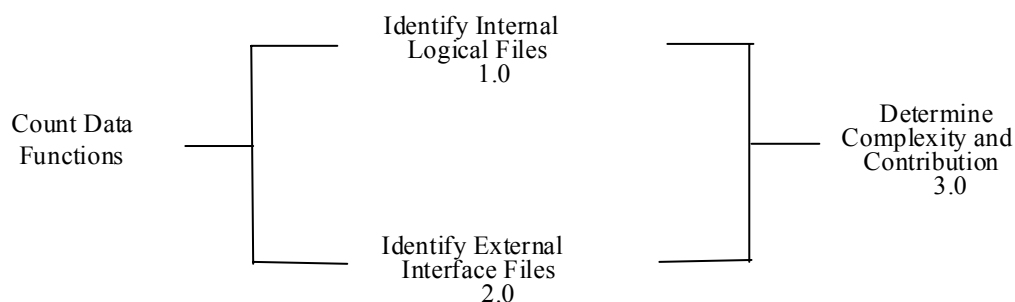 Count Data
Functions
Identify Internal
Logical Files
1.0
Identify External
Interface Files
2.0
Determine
Complexity and
Contribution
3.0